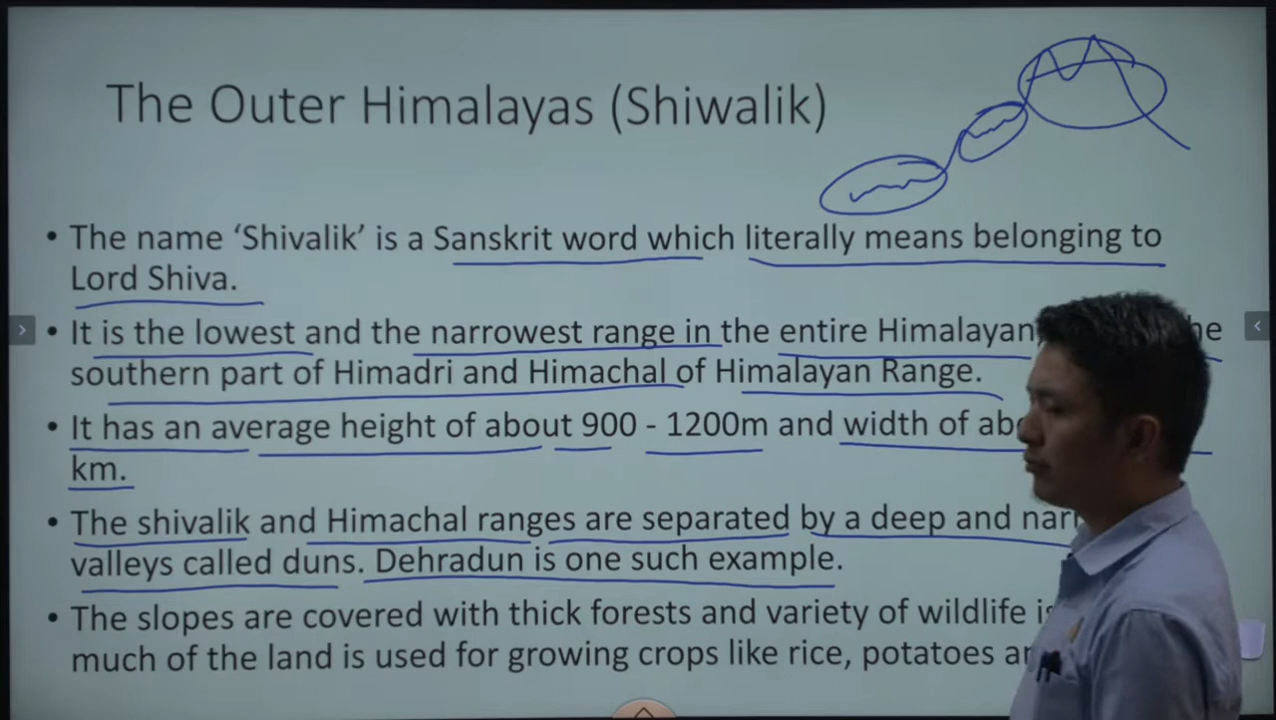 The Outer Himalayas (Shiwalik)
• The name ‘Shivalik’ is a Sanskrit word which literally means belonging to
Lord Shiva.
• It is the lowest and the narrowest range in the entire Himalayan
southern part of Himadri and Himachal of Himalayan Range.
• It has an average height of about 900 - 1200m and width of
km.
• The shivalik and Himachal ranges are separated by a deep and
valleys called duns. Dehradun is one such example.
• The slopes are covered with thick forests and variety of wildlife
much of the land is used for growing crops like rice, potatoes